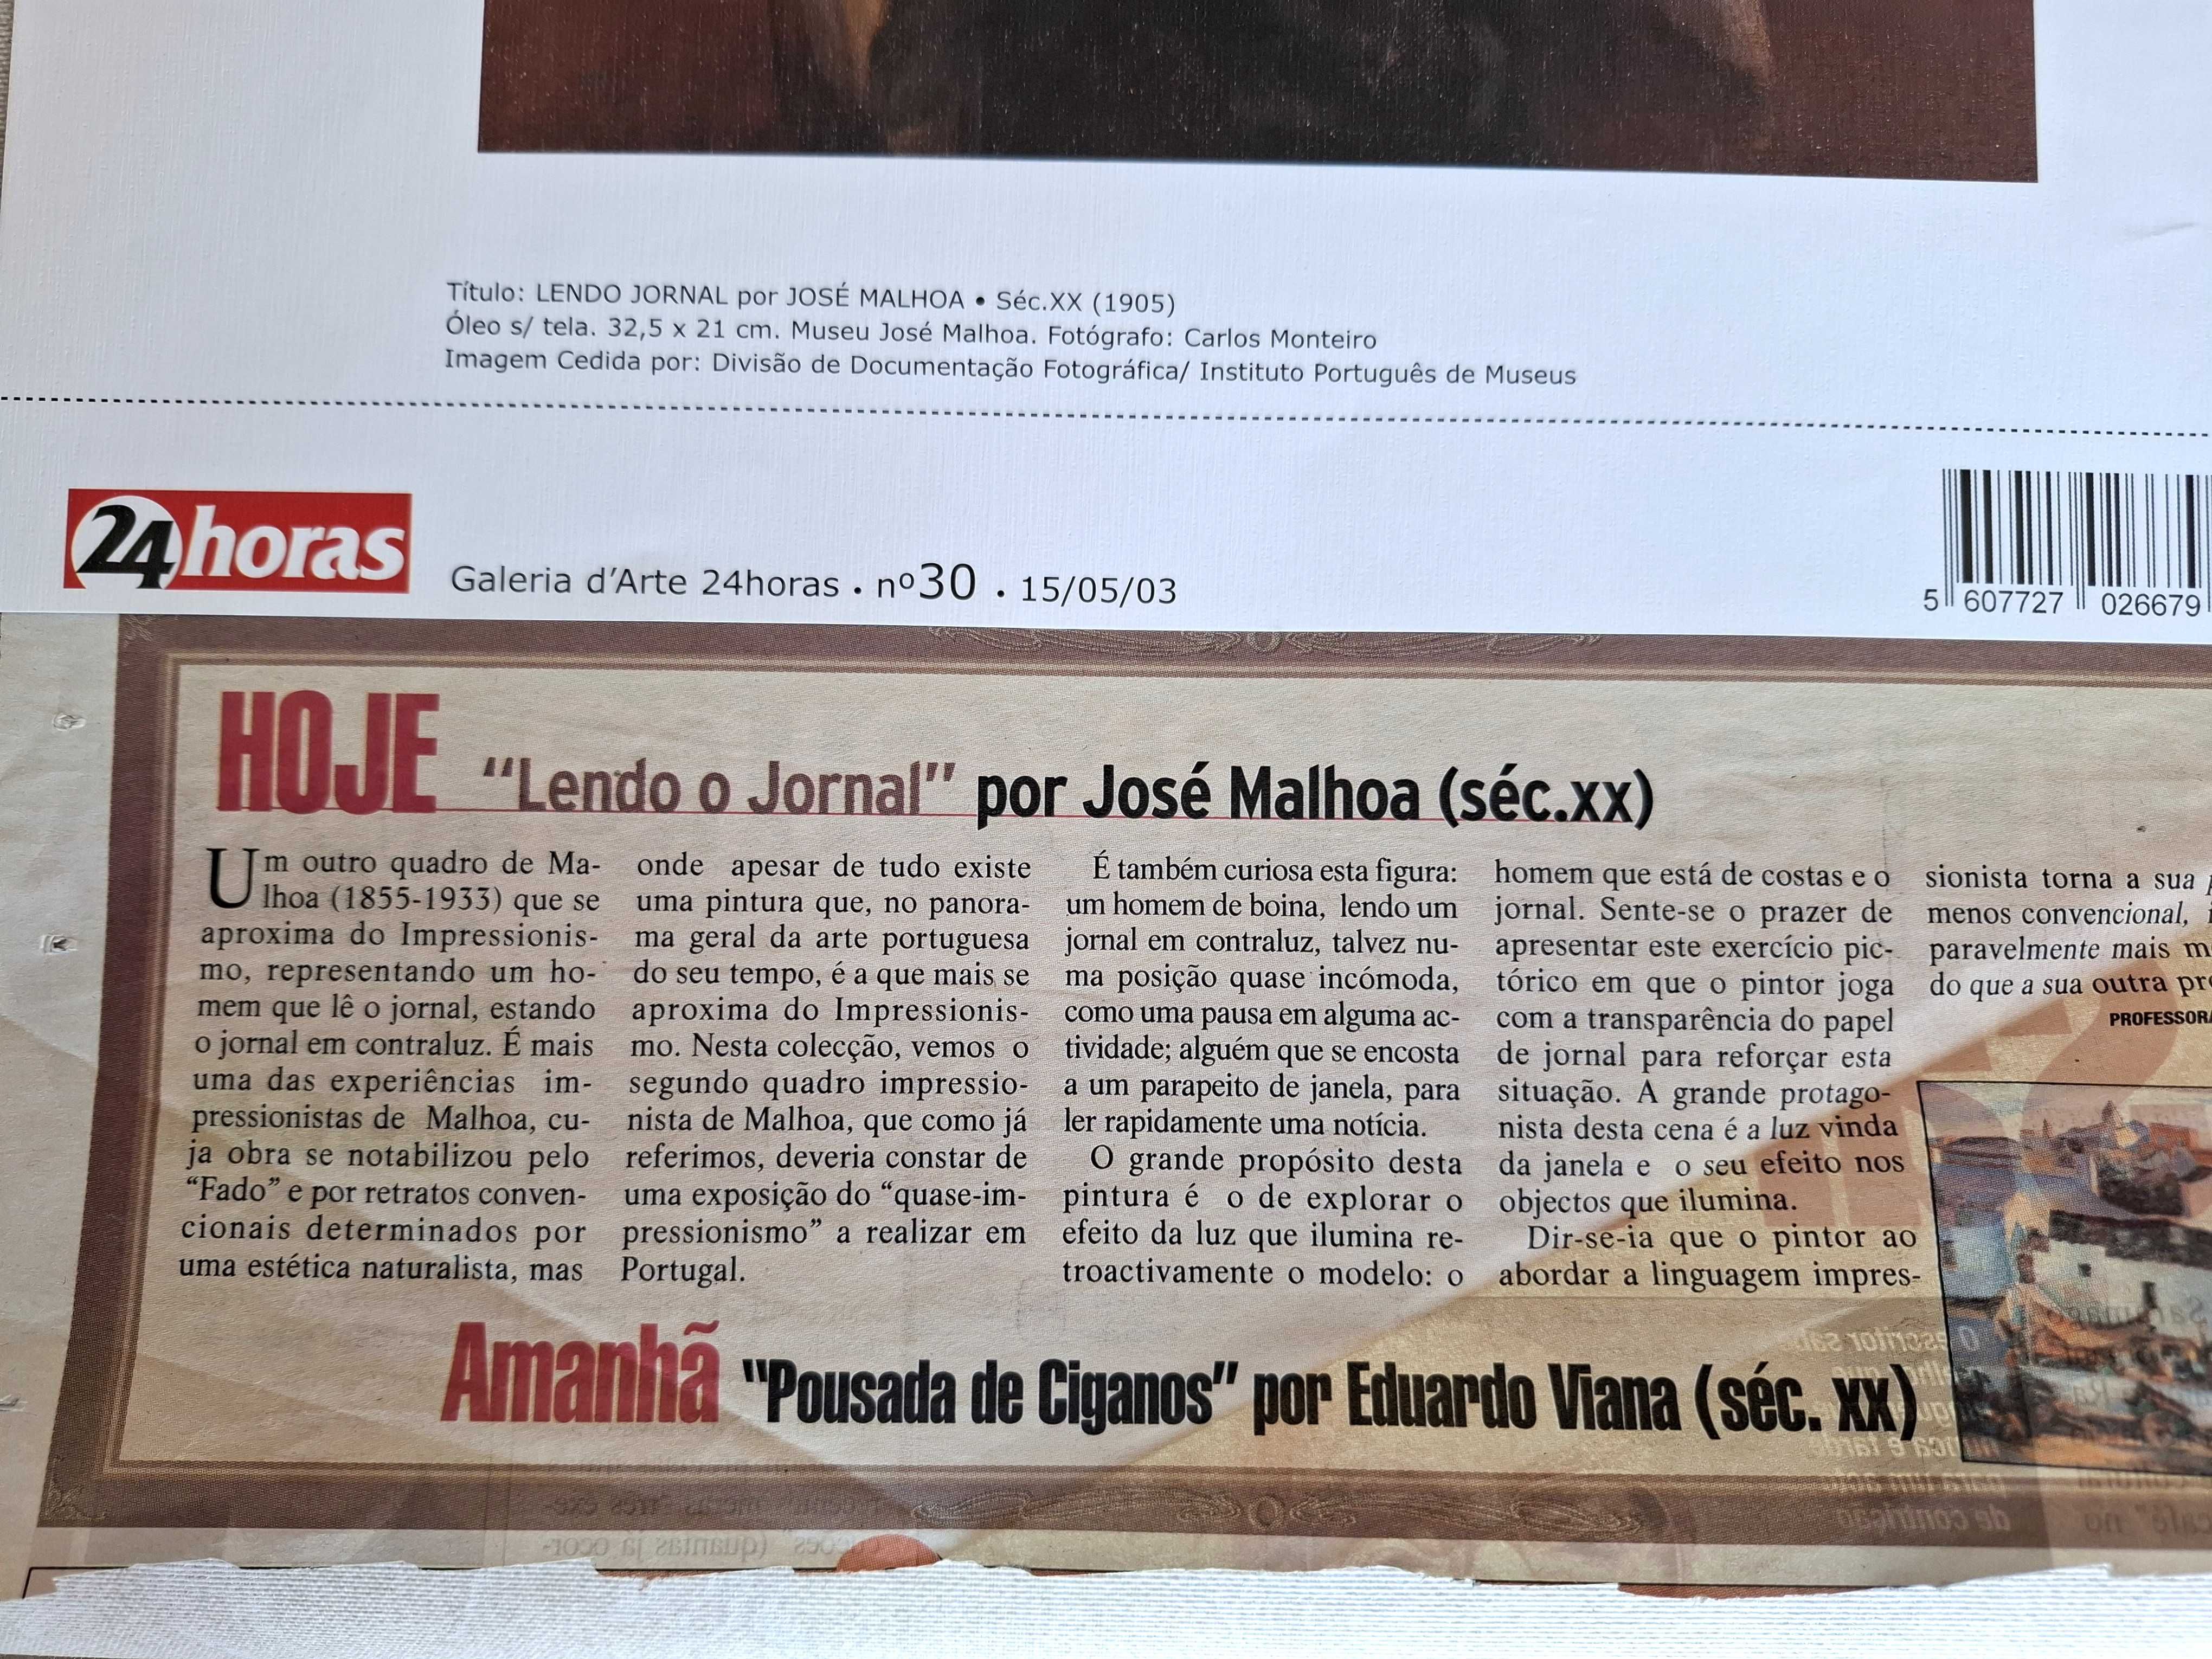 Título: LENDO JORNAL por JOSÉ MALHOA • Séc.XX (1905)
Óleo s/ tela. 32,5 x 21 cm. Museu José Malhoa. Fotógrafo: Carlos Monteiro
Imagem Cedida por: Divisão de Documentação Fotográfica/ Instituto Português de Museus
24horas
Galeria d'Arte 24horas . nº30 . 15/05/03
5 607727 026679
HOJE "Lendo o Jornal" por José Malhoa (séc.xx)
Um outro quadro de Ma-
lhoa (1855-1933) que se
aproxima do Impressionis-
mo, representando um ho-
mem que lê o jornal, estando
o jornal em contraluz. É mais
uma das experiências im-
pressionistas de Malhoa, cu-
ja obra se notabilizou pelo
"Fado" e por retratos conven-
cionais determinados por
uma estética naturalista, mas
onde apesar de tudo existe
uma pintura que, no panora-
ma geral da arte portuguesa
do seu tempo, é a que mais se
aproxima do Impressionis-
mo. Nesta colecção, vemos o
segundo quadro impressio-
nista de Malhoa, que como já
referimos, deveria constar de
uma exposição do "quase-im-
pressionismo" a realizar em
Portugal.
É também curiosa esta figura:
um homem de boina, lendo um
jornal em contraluz, talvez nu-
ma posição quase incómoda,
como uma pausa em alguma ac-
tividade; alguém que se encosta
a um parapeito de janela, para
ler rapidamente uma notícia.
O grande propósito desta
pintura é o de explorar o
efeito da luz que ilumina re-
troactivamente o modelo: o
homem que está de costas e o
jornal. Sente-se o prazer de
apresentar este exercício pic-
tórico em que o pintor joga
com a transparência do papel
de jornal para reforçar esta
situação. A grande protago-
nista desta cena é a luz vinda
da janela e o seu efeito nos
objectos que ilumina.
Dir-se-ia que o pintor ao
abordar a linguagem impres-
sionista torna a sua
menos convencional,
paravelmente mais
do que a sua outra
PROFESSOR
Amanhã "Pousada de Ciganos" por Eduardo Viana (séc. xx)